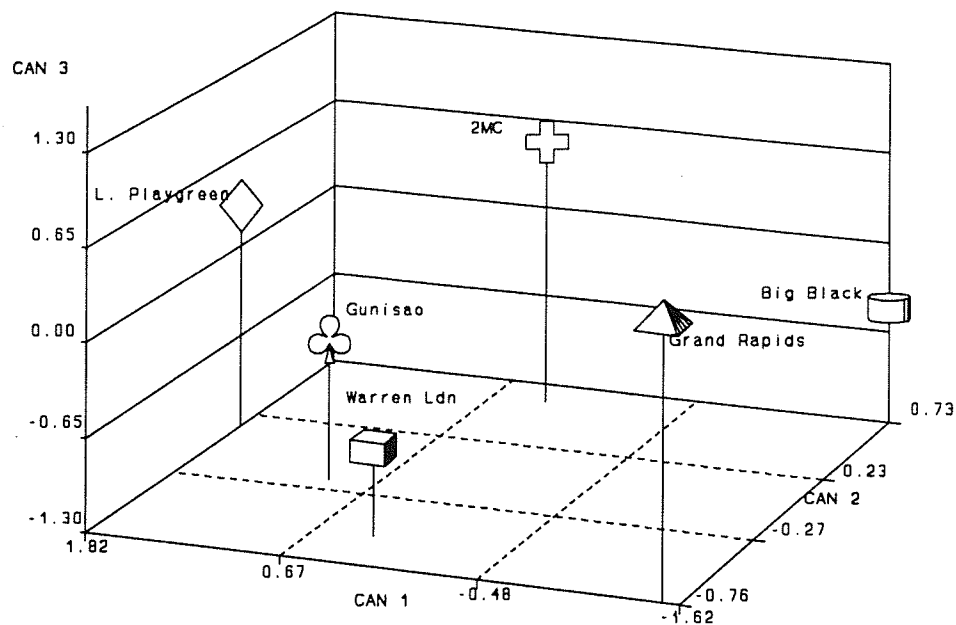 CAN 3
1.30
2MC
L. Playgreen
0.65
Big Black
Gunisao
0.00
Grand Rapids
Warren Ldn
0.73
-0.65
0.23
CAN 2
-1.30
-0.27
1.82
0.67
-0.48
-0.76
CAN 1
-1.62